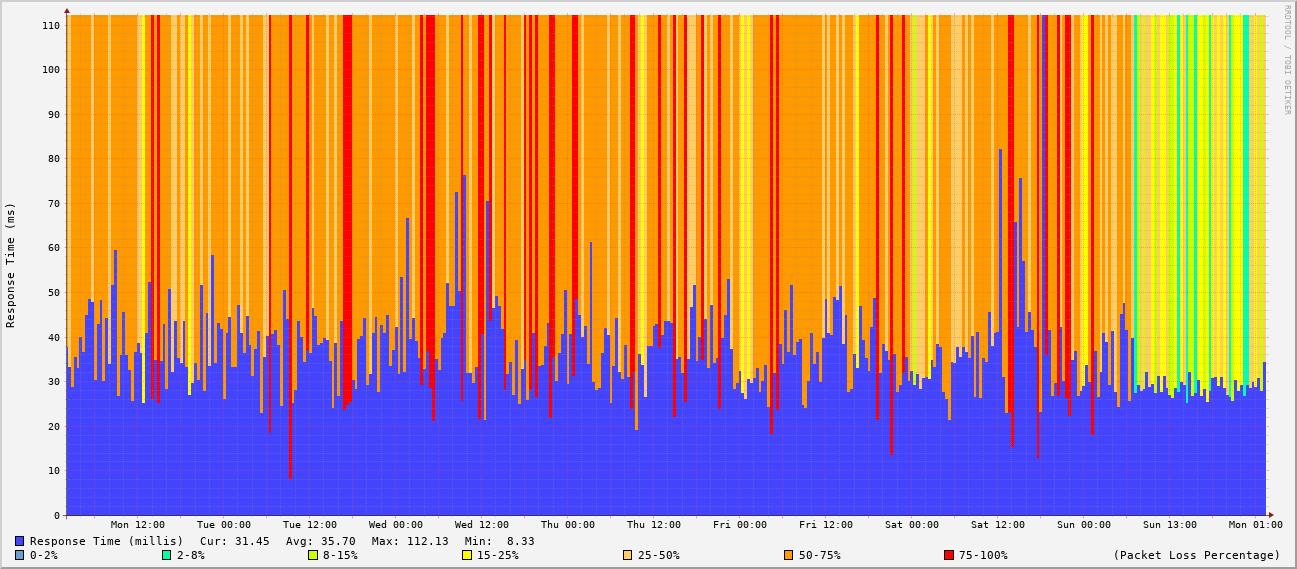 RRDTOOL / TOBI OETIKER
Response Time (ms)
110
100
90
80
70
60
50
40
30
20
10
0
Mon 12:00 Tue 00:00 Tue 12:00 Wed 00:00 Wed 12:00 Thu 00:00 Thu 12:00 Fri 00:00 Fri 12:00 Sat 00:00 Sat 12:00 Sun 00:00 Sun 13:00 Mon 01:00
Response Time (millis) Cur: 31.45 Avg: 35.70 Max: 112.13 Min: 8.33
0-2% 2-8% 8-15% 15-25% 25-50% 50-75% 75-100% (Packet Loss Percentage)